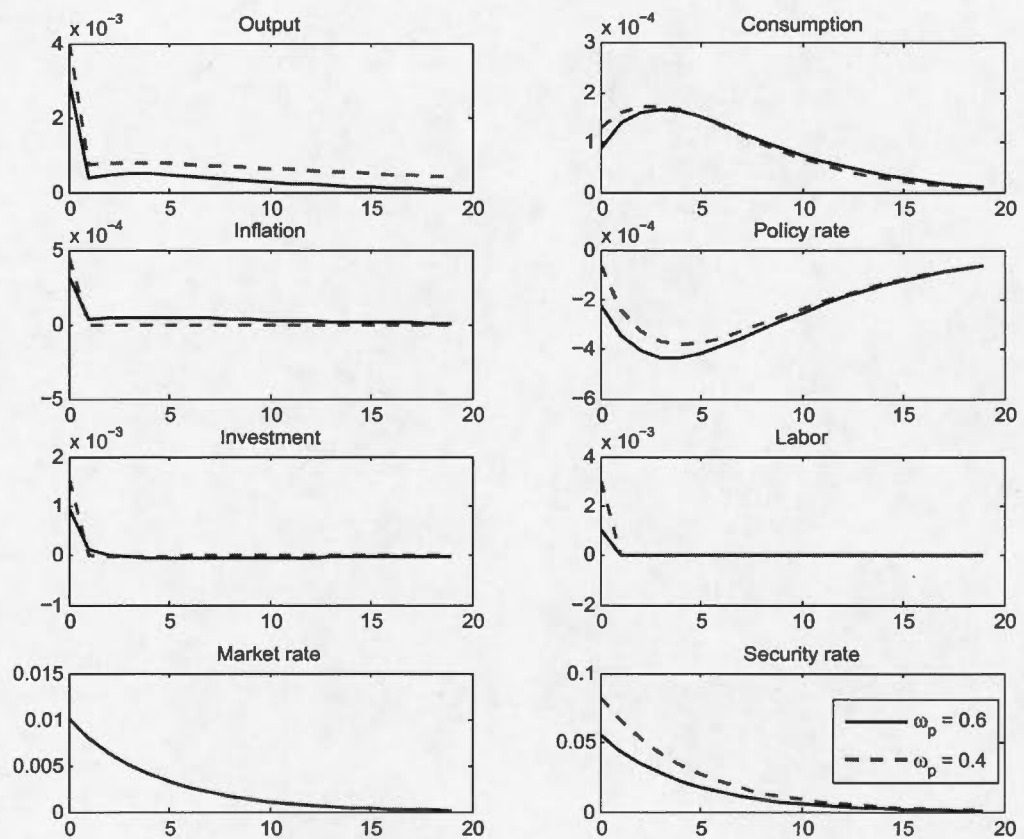 Output
x 10⁻³
4
2
0
0 5 10 15 20
Consumption
x 10⁻⁴
3
2
1
0
0 5 10 15 20
Inflation
x 10⁻⁴
5
0
−5
0 5 10 15 20
Policy rate
x 10⁻⁴
0
−2
−4
−6
0 5 10 15 20
Investment
x 10⁻³
2
1
0
−1
0 5 10 15 20
Labor
x 10⁻³
4
2
0
−2
0 5 10 15 20
Market rate
0.015
0.01
0.005
0
0 5 10 15 20
Security rate
0.1
0.05
0
0 5 10 15 20
ωp = 0.6
ωp = 0.4